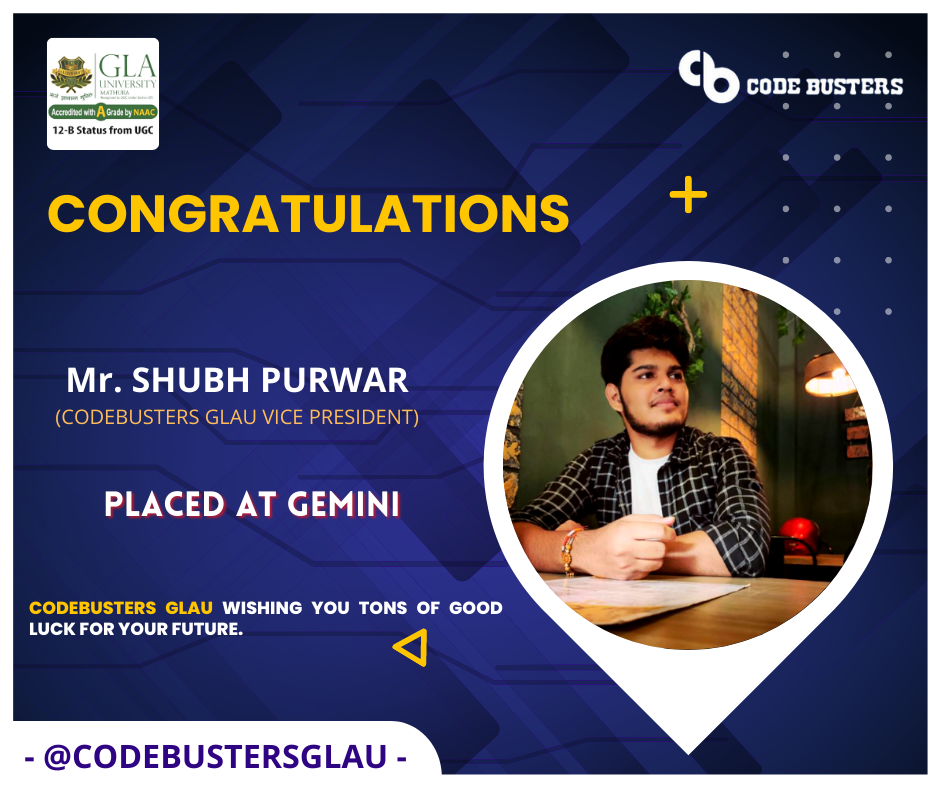 GLA
UNIVERSITY
MATHURA
Accredited with A Grade by NAAC
12-B Status from UGC
cb CODE BUSTERS
CONGRATULATIONS
Mr. SHUBH PURWAR
(CODEBUSTERS GLAU VICE PRESIDENT)
PLACED AT GEMINI
CODEBUSTERS GLAU WISHING YOU TONS OF GOOD
LUCK FOR YOUR FUTURE.
- @CODEBUSTERSGLAU -